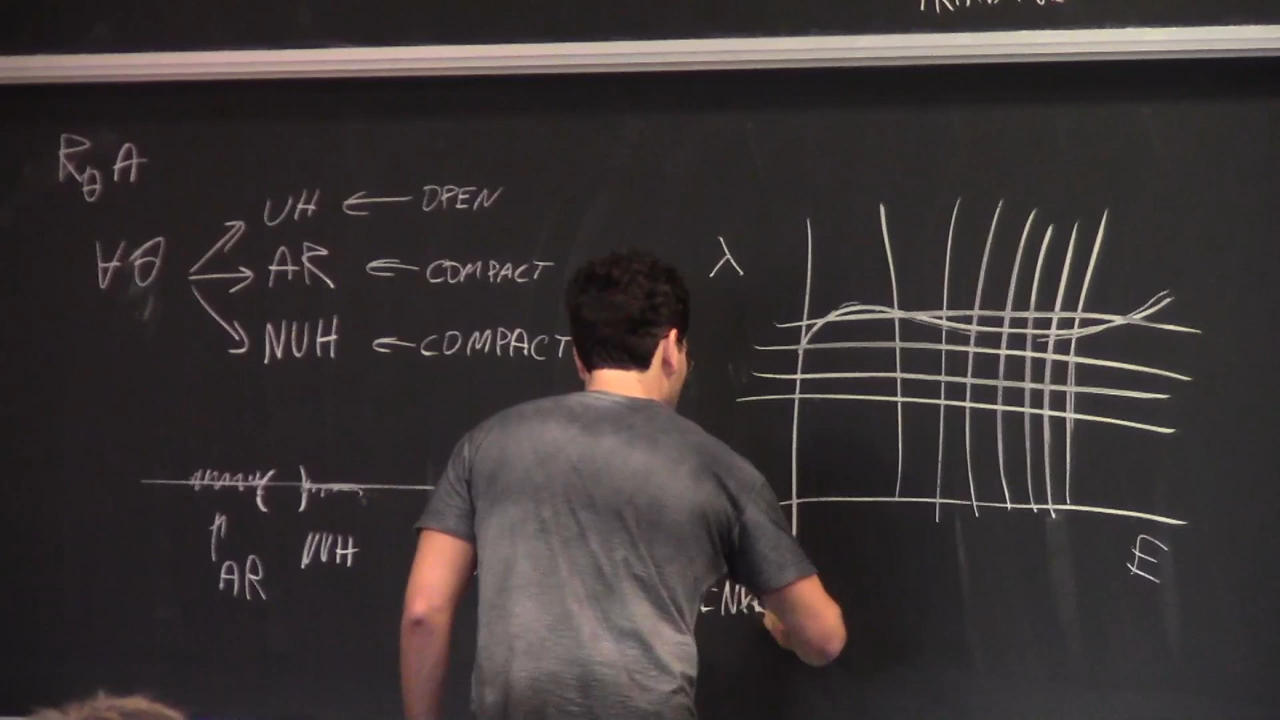 R_θ A
UH ← OPEN
∀θ AR ← COMPACT
NUH ← COMPACT
λ
AR NUH
E